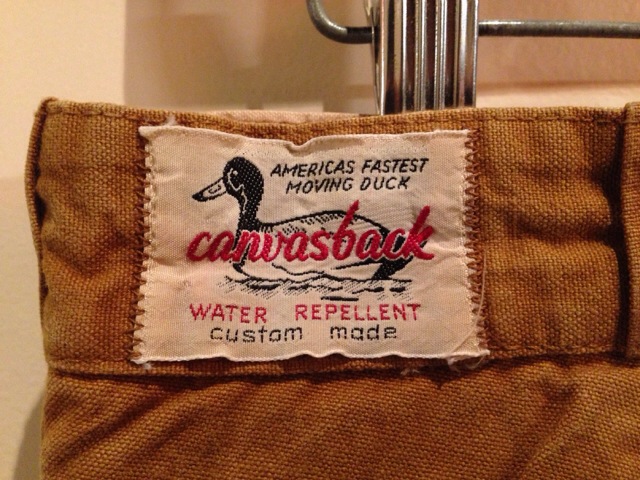 AMERICAS FASTEST
MOVING DUCK
canvasback
WATER REPELLENT
custom made